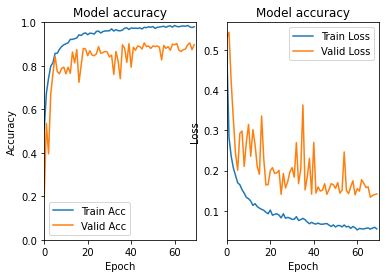 Model accuracy
1.0
0.8
0.6
0.4
0.2
0.0
Accuracy
Train Acc
Valid Acc
0
20
40
60
Epoch
Model accuracy
0.5
0.4
0.3
0.2
0.1
Loss
Train Loss
Valid Loss
0
20
40
60
Epoch